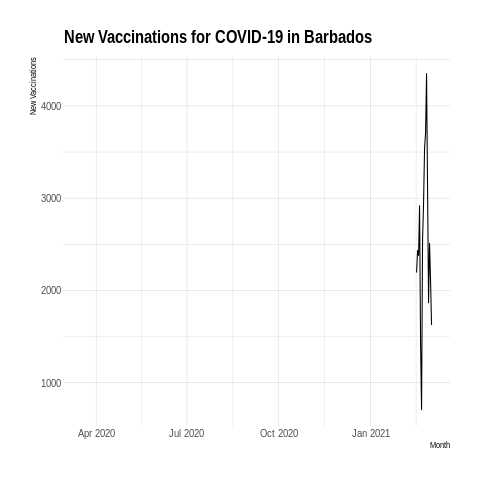 New Vaccinations for COVID-19 in Barbados
New Vaccinations
4000
3000
2000
1000
Apr 2020 Jul 2020 Oct 2020 Jan 2021
Month